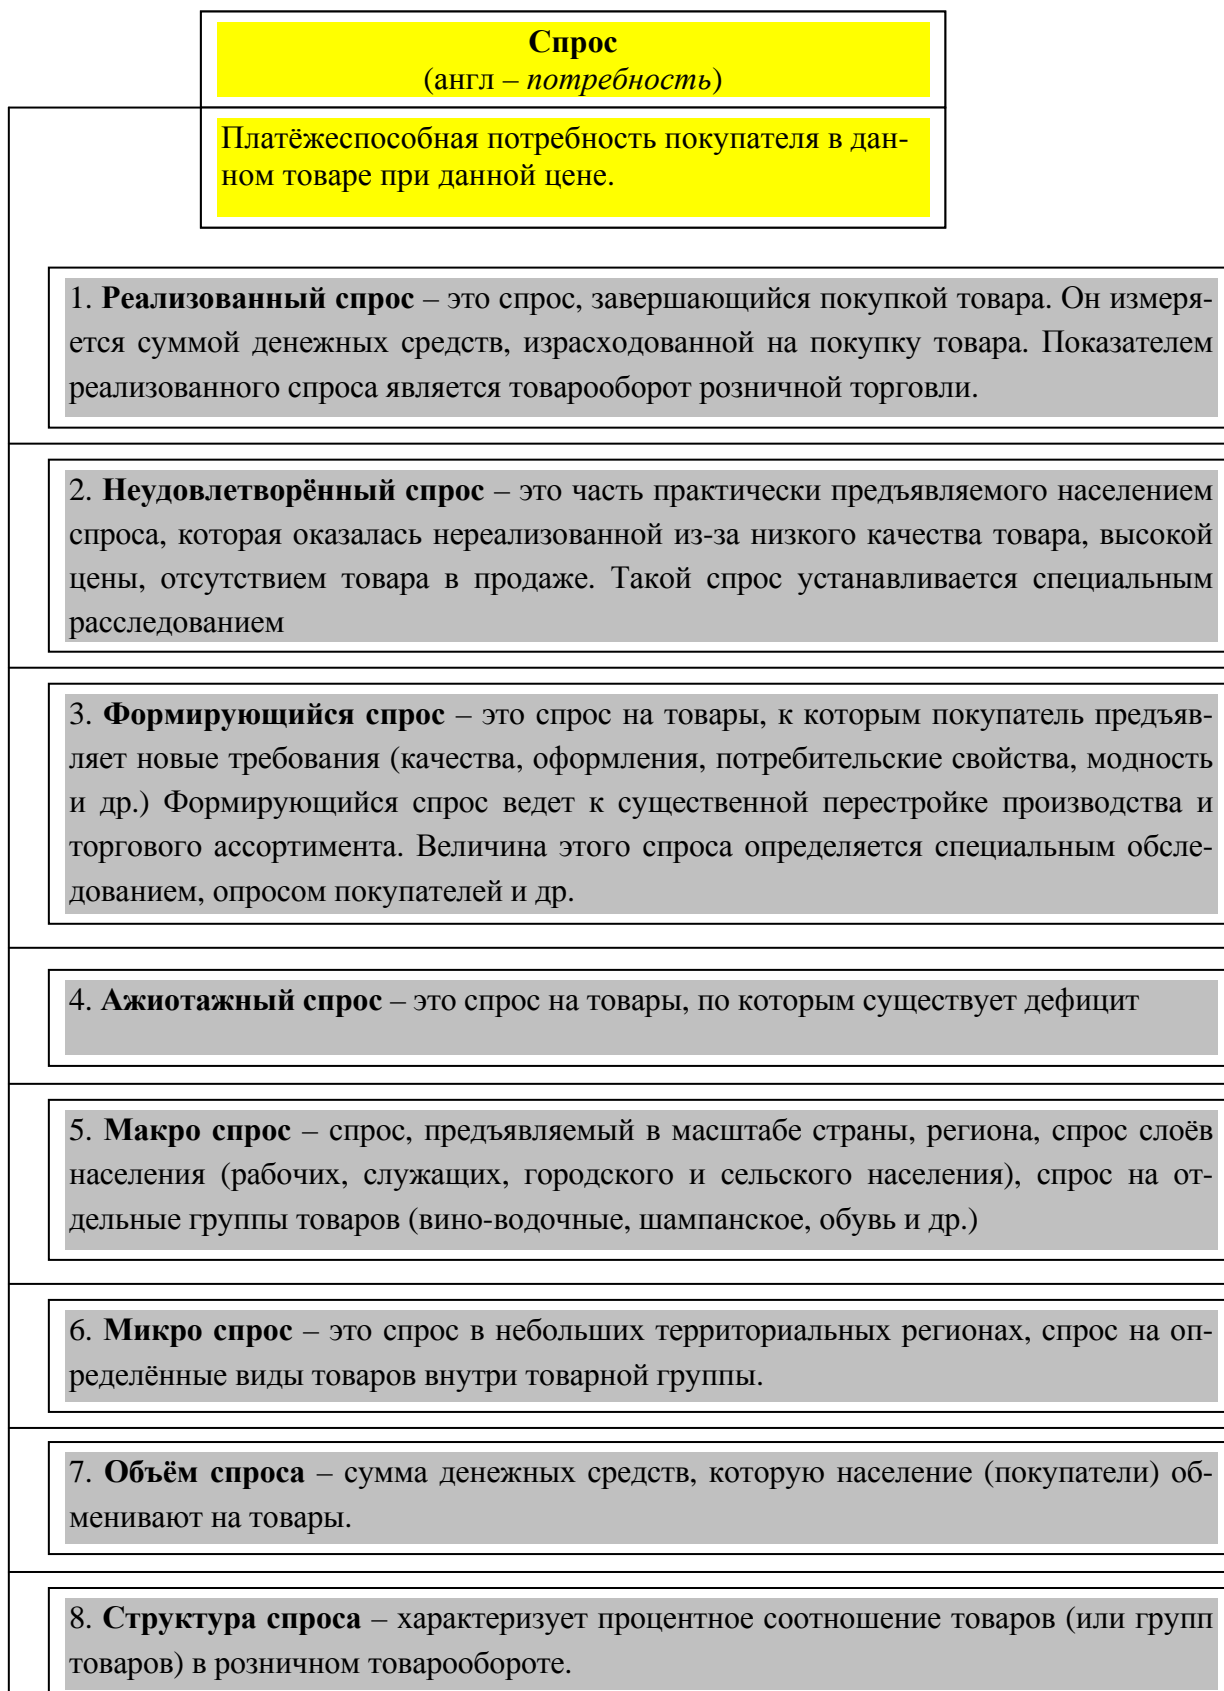 Спрос
(англ – потребность)
Платёжеспособная потребность покупателя в дан-
ном товаре при данной цене.
1. Реализованный спрос – это спрос, завершающийся покупкой товара. Он измеря-
ется суммой денежных средств, израсходованной на покупку товара. Показателем
реализованного спроса является товарооборот розничной торговли.
2. Неудовлетворённый спрос – это часть практически предъявляемого населением
спроса, которая оказалась нереализованной из-за низкого качества товара, высокой
цены, отсутствием товара в продаже. Такой спрос устанавливается специальным
расследованием
3. Формирующийся спрос – это спрос на товары, к которым покупатель предъяв-
ляет новые требования (качества, оформления, потребительские свойства, модность
и др.) Формирующийся спрос ведет к существенной перестройке производства и
торгового ассортимента. Величина этого спроса определяется специальным обсле-
дованием, опросом покупателей и др.
4. Ажиотажный спрос – это спрос на товары, по которым существует дефицит
5. Макро спрос – спрос, предъявляемый в масштабе страны, региона, спрос слоёв
населения (рабочих, служащих, городского и сельского населения), спрос на от-
дельные группы товаров (вино-водочные, шампанское, обувь и др.)
6. Микро спрос – это спрос в небольших территориальных регионах, спрос на оп-
ределённые виды товаров внутри товарной группы.
7. Объём спроса – сумма денежных средств, которую население (покупатели) об-
менивают на товары.
8. Структура спроса – характеризует процентное соотношение товаров (или групп
товаров) в розничном товарообороте.